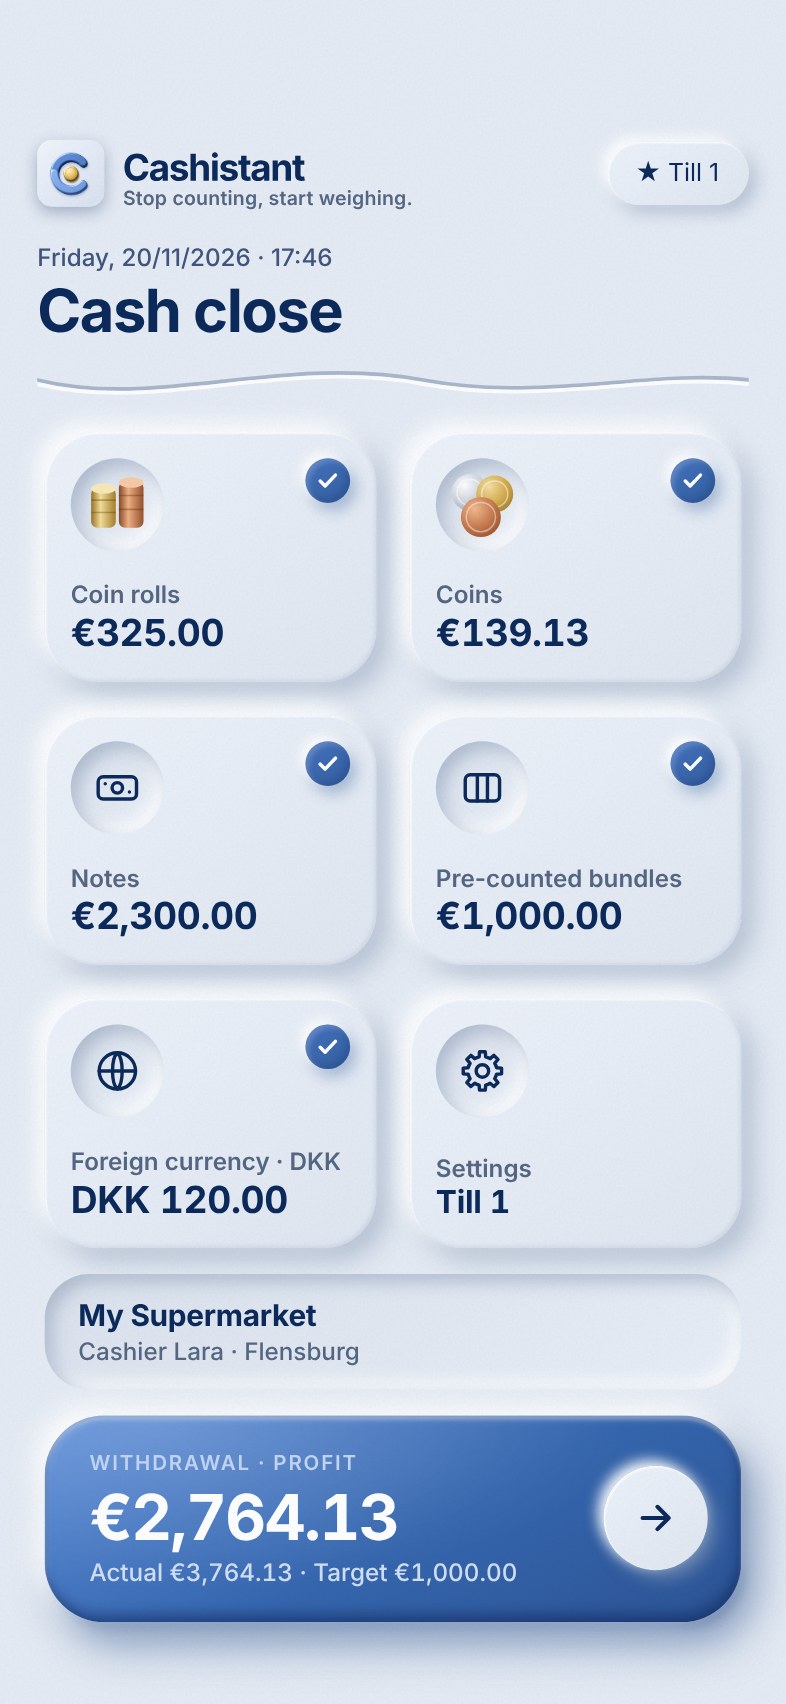 Cashistant
Stop counting, start weighing.
★ Till 1
Friday, 20/11/2026 · 17:46
Cash close
Coin rolls
€325.00
Coins
€139.13
Notes
€2,300.00
Pre-counted bundles
€1,000.00
Foreign currency · DKK
DKK 120.00
Settings
Till 1
My Supermarket
Cashier Lara · Flensburg
WITHDRAWAL · PROFIT
€2,764.13
Actual €3,764.13 · Target €1,000.00